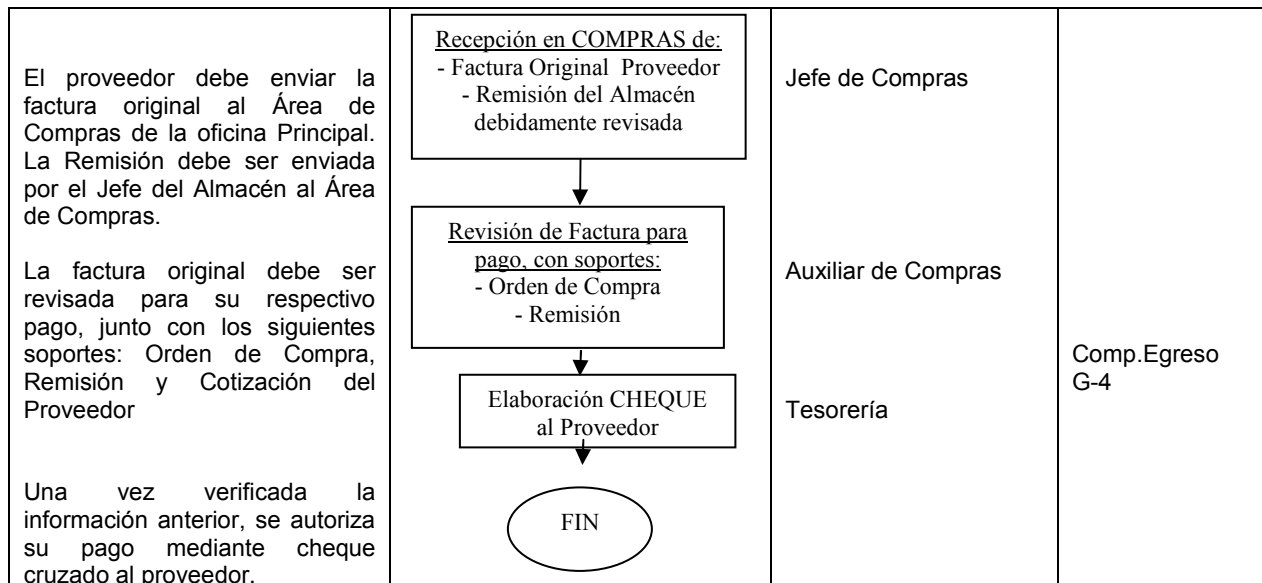 El proveedor debe enviar la
factura original al Área de
Compras de la oficina Principal.
La Remisión debe ser enviada
por el Jefe del Almacén al Área
de Compras.
La factura original debe ser
revisada para su respectivo
pago, junto con los siguientes
soportes: Orden de Compra,
Remisión y Cotización del
Proveedor
Una vez verificada la
información anterior, se autoriza
su pago mediante cheque
cruzado al proveedor.
Recepción en COMPRAS de:
- Factura Original Proveedor
- Remisión del Almacén
debidamente revisada
Revisión de Factura para
pago, con soportes:
- Orden de Compra
- Remisión
Elaboración CHEQUE
al Proveedor
FIN
Jefe de Compras
Auxiliar de Compras
Tesorería
Comp.Egreso
G-4